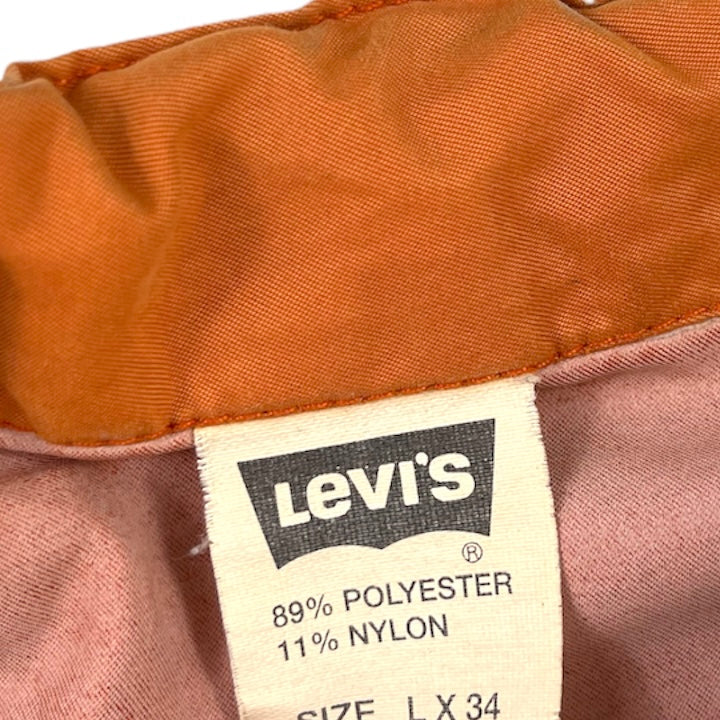 Levi's
®
89% POLYESTER
11% NYLON
SIZE L X 34